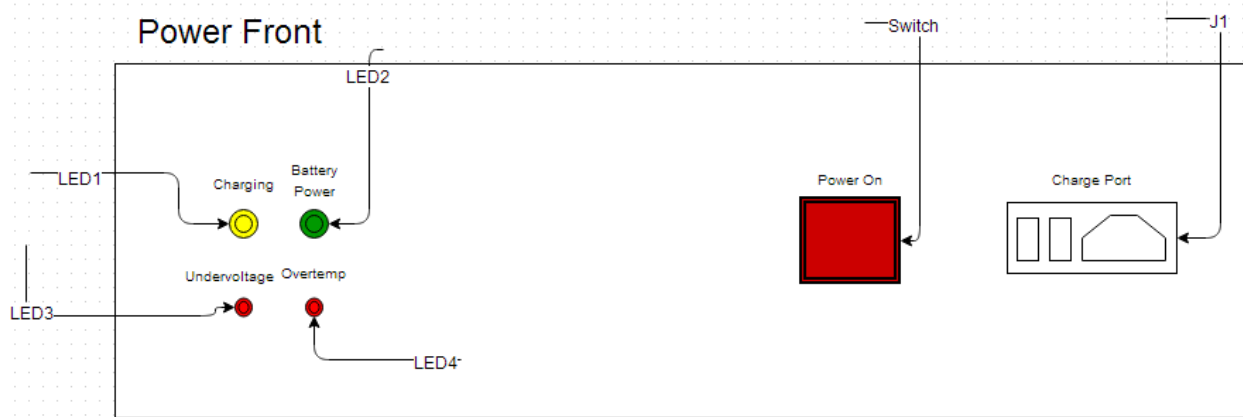 Power Front
Switch
J1
LED2
LED1
Charging
Battery
Power
Power On
Charge Port
Undervoltage
Overtemp
LED3
LED4